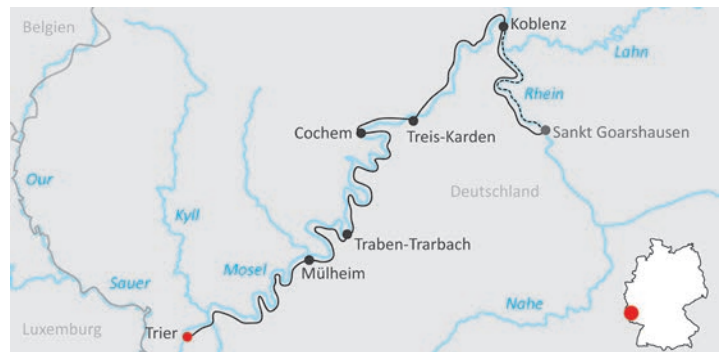 Belgien
Koblenz
Lahn
Rhein
Cochem
Treis-Karden
Sankt Goarshausen
Our
Deutschland
Kyll
Traben-Trarbach
Mosel
Mülheim
Sauer
Nahe
Luxemburg
Trier